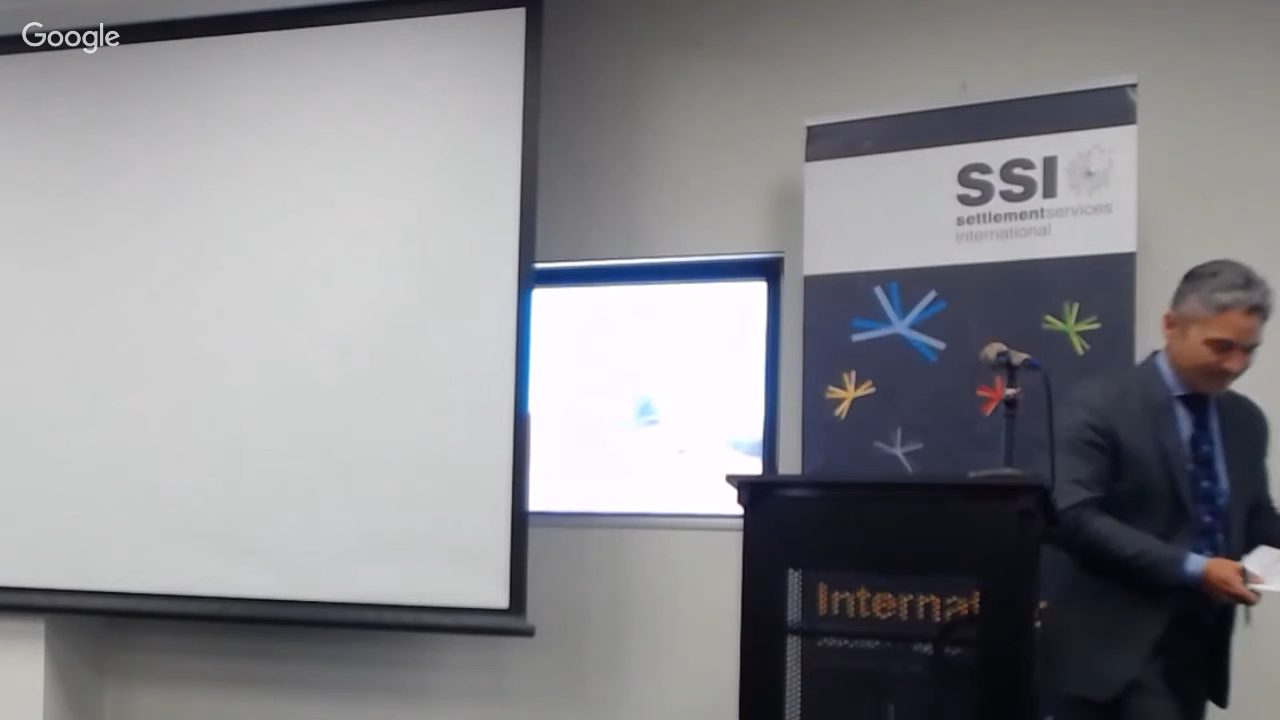 Google
SSI
settlementservices
international
Internat